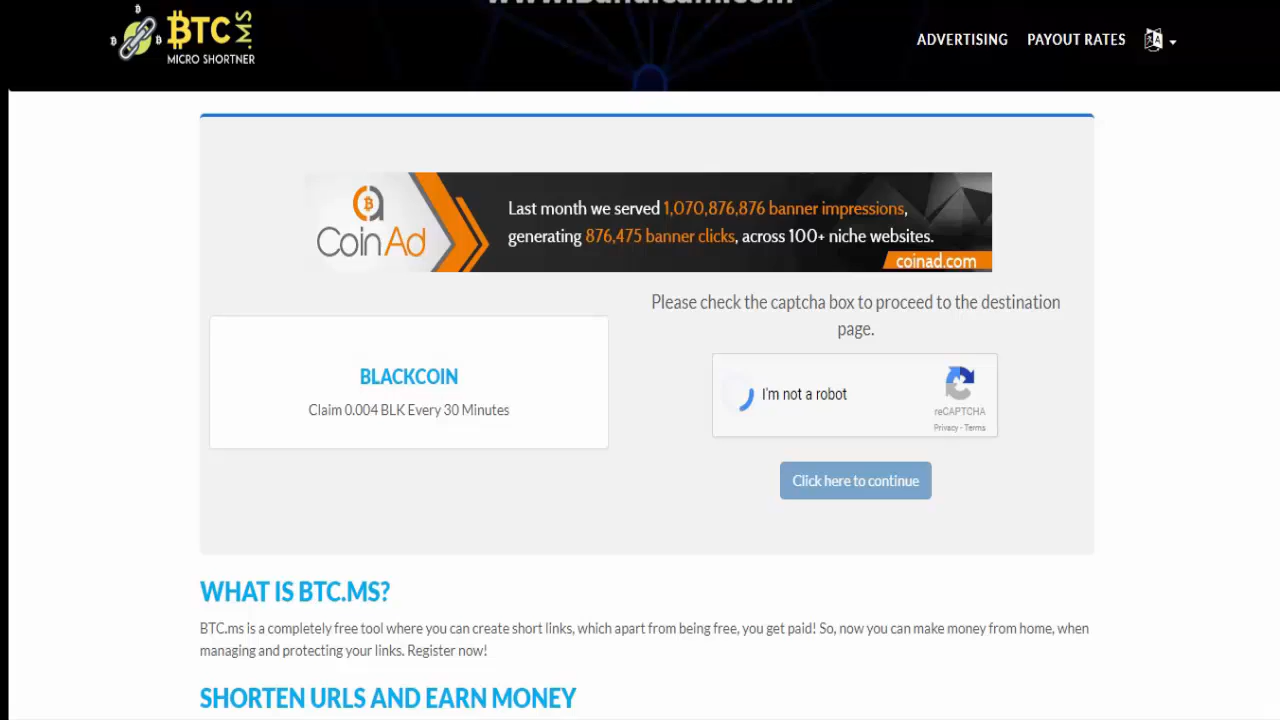 BTC.MS
MICRO SHORTNER
ADVERTISING
PAYOUT RATES
CoinAd
Last month we served 1,070,876,876 banner impressions,
generating 876,475 banner clicks, across 100+ niche websites.
coinad.com
BLACKCOIN
Claim 0.004 BLK Every 30 Minutes
Please check the captcha box to proceed to the destination
page.
I'm not a robot
reCAPTCHA
Privacy - Terms
Click here to continue
WHAT IS BTC.MS?
BTC.ms is a completely free tool where you can create short links, which apart from being free, you get paid! So, now you can make money from home, when
managing and protecting your links. Register now!
SHORTEN URLS AND EARN MONEY